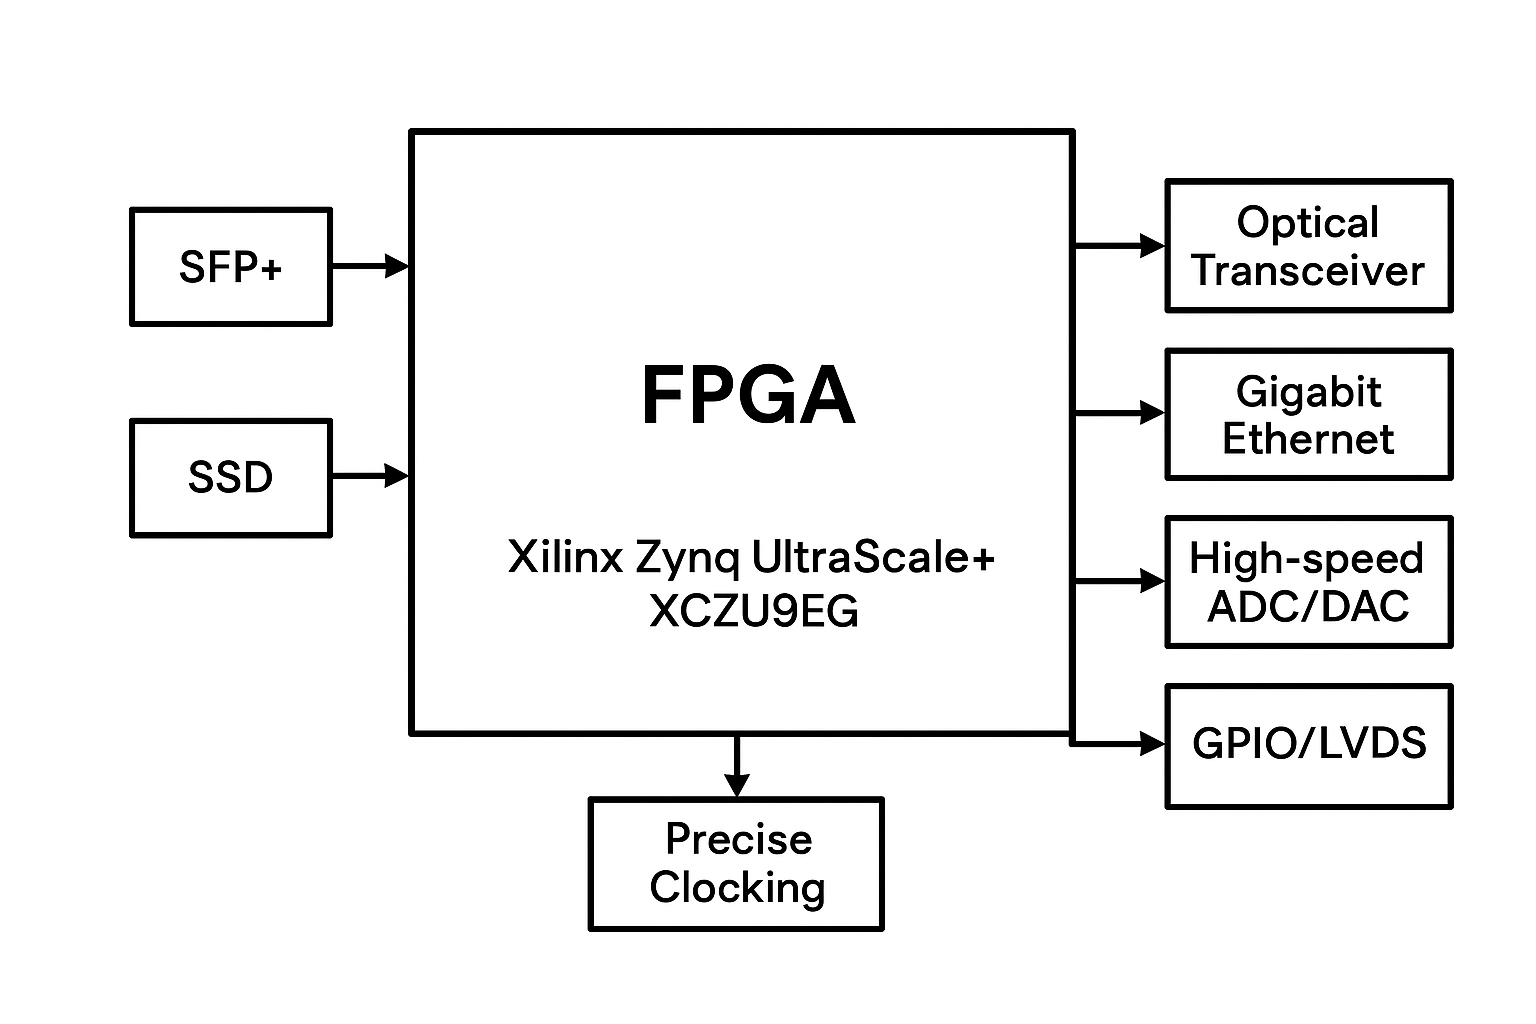 SFP+
SSD
FPGA
Xilinx Zynq UltraScale+
XCZU9EG
Optical
Transceiver
Gigabit
Ethernet
High-speed
ADC/DAC
GPIO/LVDS
Precise
Clocking